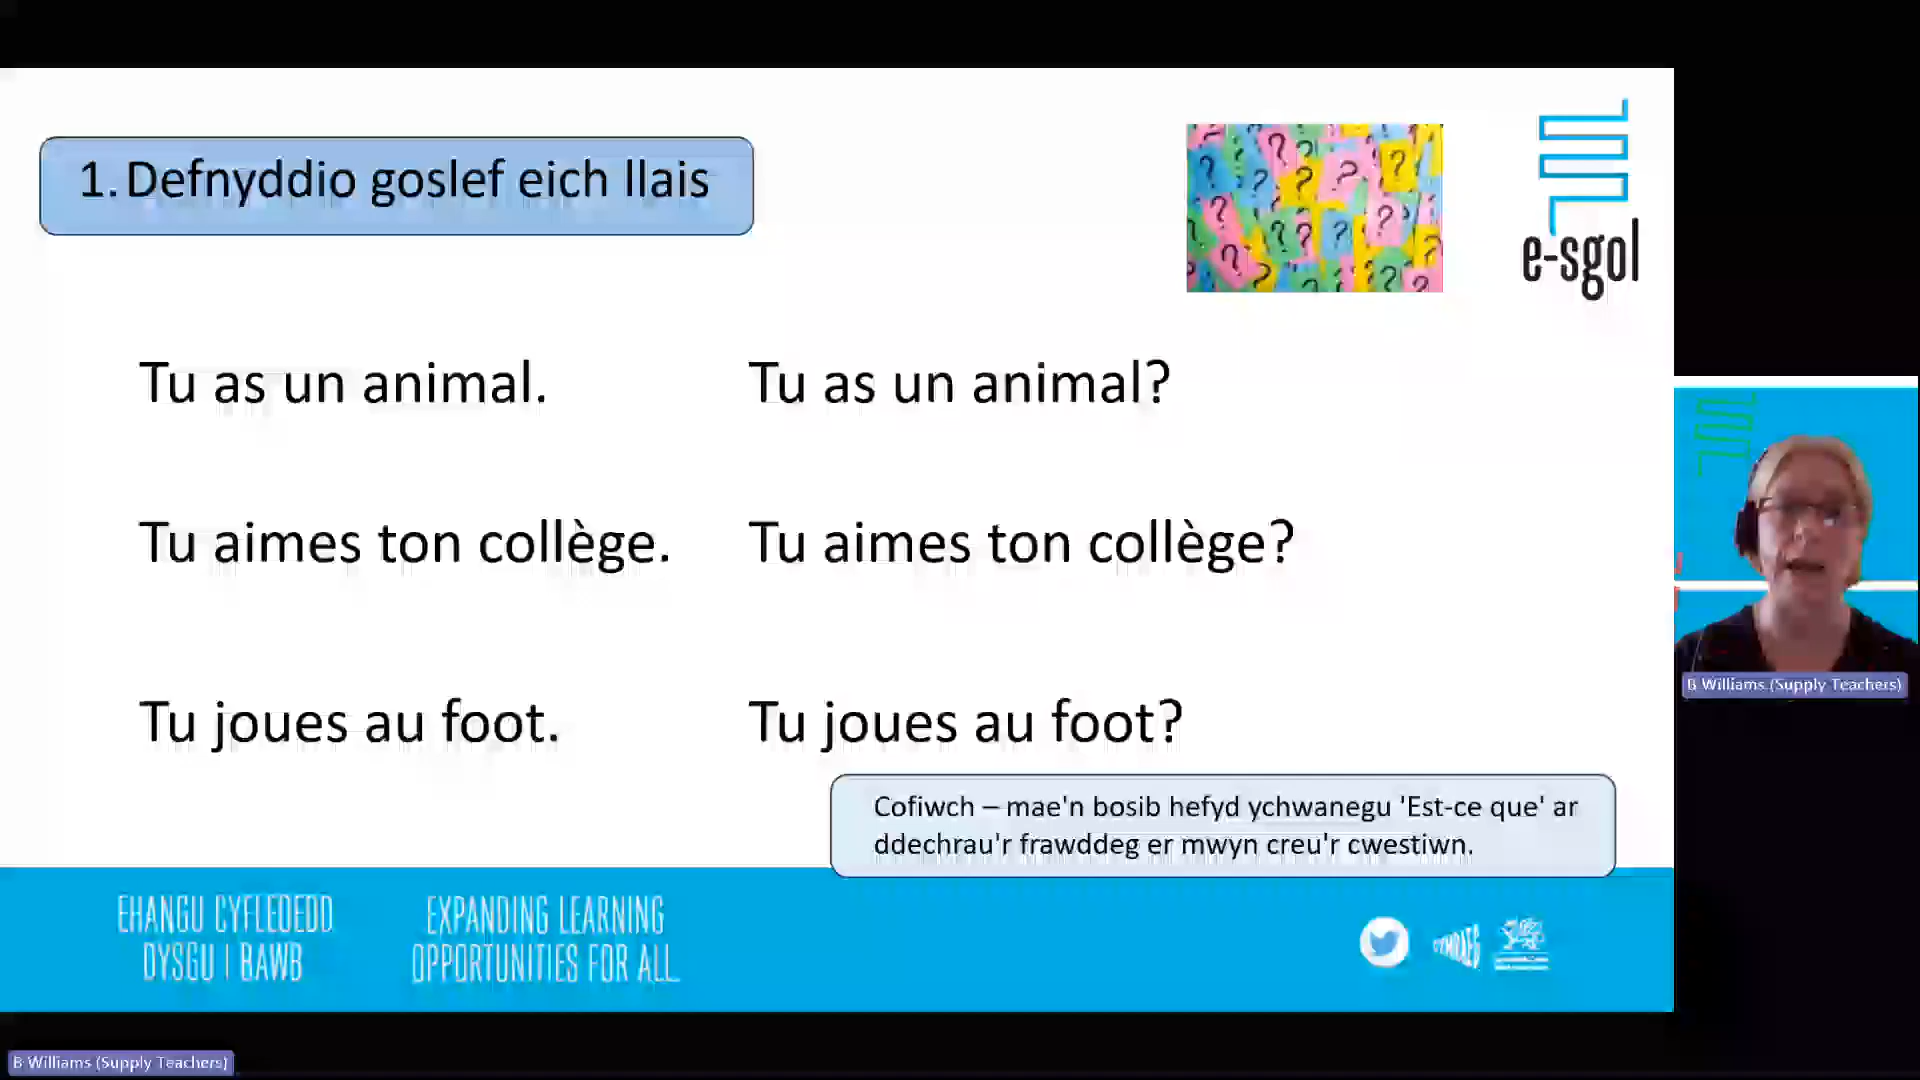 1. Defnyddio goslef eich llais
e-sgol
Tu as un animal.
Tu as un animal?
Tu aimes ton collège.
Tu aimes ton collège?
Tu joues au foot.
Tu joues au foot?
Cofiwch – mae'n bosib hefyd ychwanegu 'Est-ce que' ar
ddechrau'r frawddeg er mwyn creu'r cwestiwn.
EHANGU CYFLEOEDD
DYSGU I BAWB
EXPANDING LEARNING
OPPORTUNITIES FOR ALL
CYMRAEG
B Williams (Supply Teachers)
B Williams (Supply Teachers)